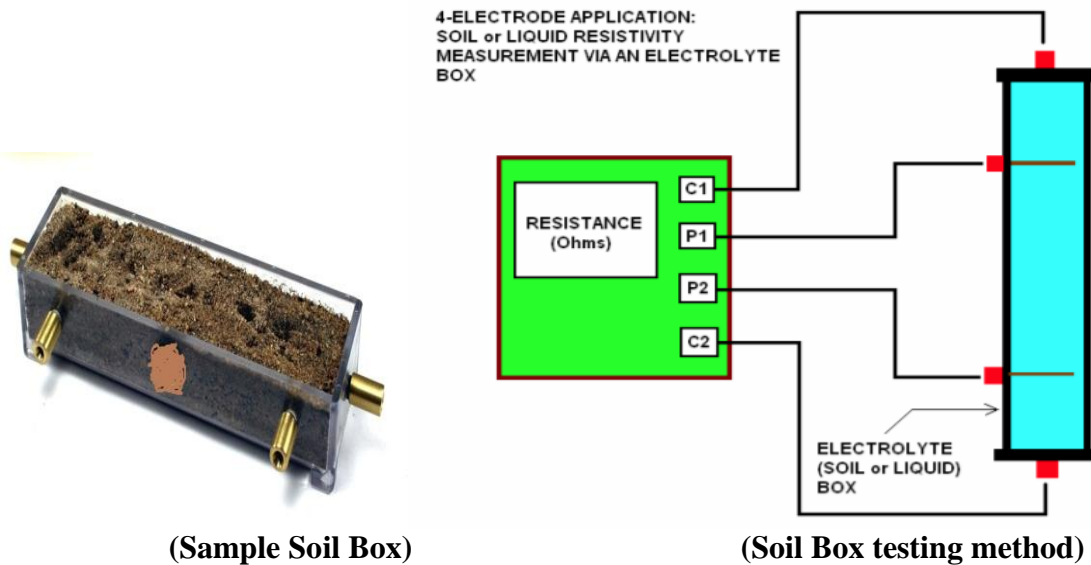 4-ELECTRODE APPLICATION:
SOIL or LIQUID RESISTIVITY
MEASUREMENT VIA AN ELECTROLYTE
BOX
RESISTANCE
(Ohms)
C1
P1
P2
C2
ELECTROLYTE
(SOIL or LIQUID)
BOX
(Sample Soil Box)
(Soil Box testing method)